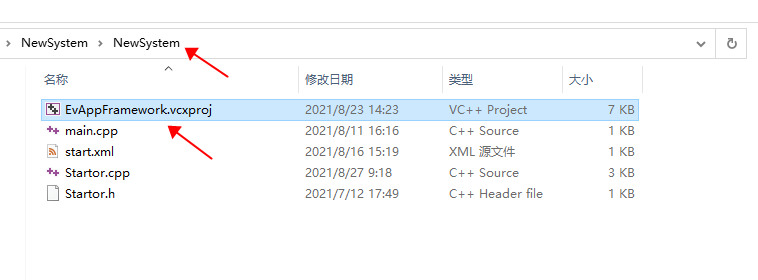 NewSystem > NewSystem
名称 修改日期 类型 大小
EvAppFramework.vcxproj 2021/8/23 14:23 VC++ Project 7 KB
main.cpp 2021/8/11 16:16 C++ Source 1 KB
start.xml 2021/8/16 15:19 XML 源文件 1 KB
Startor.cpp 2021/8/27 9:18 C++ Source 3 KB
Startor.h 2021/7/12 17:49 C++ Header file 1 KB